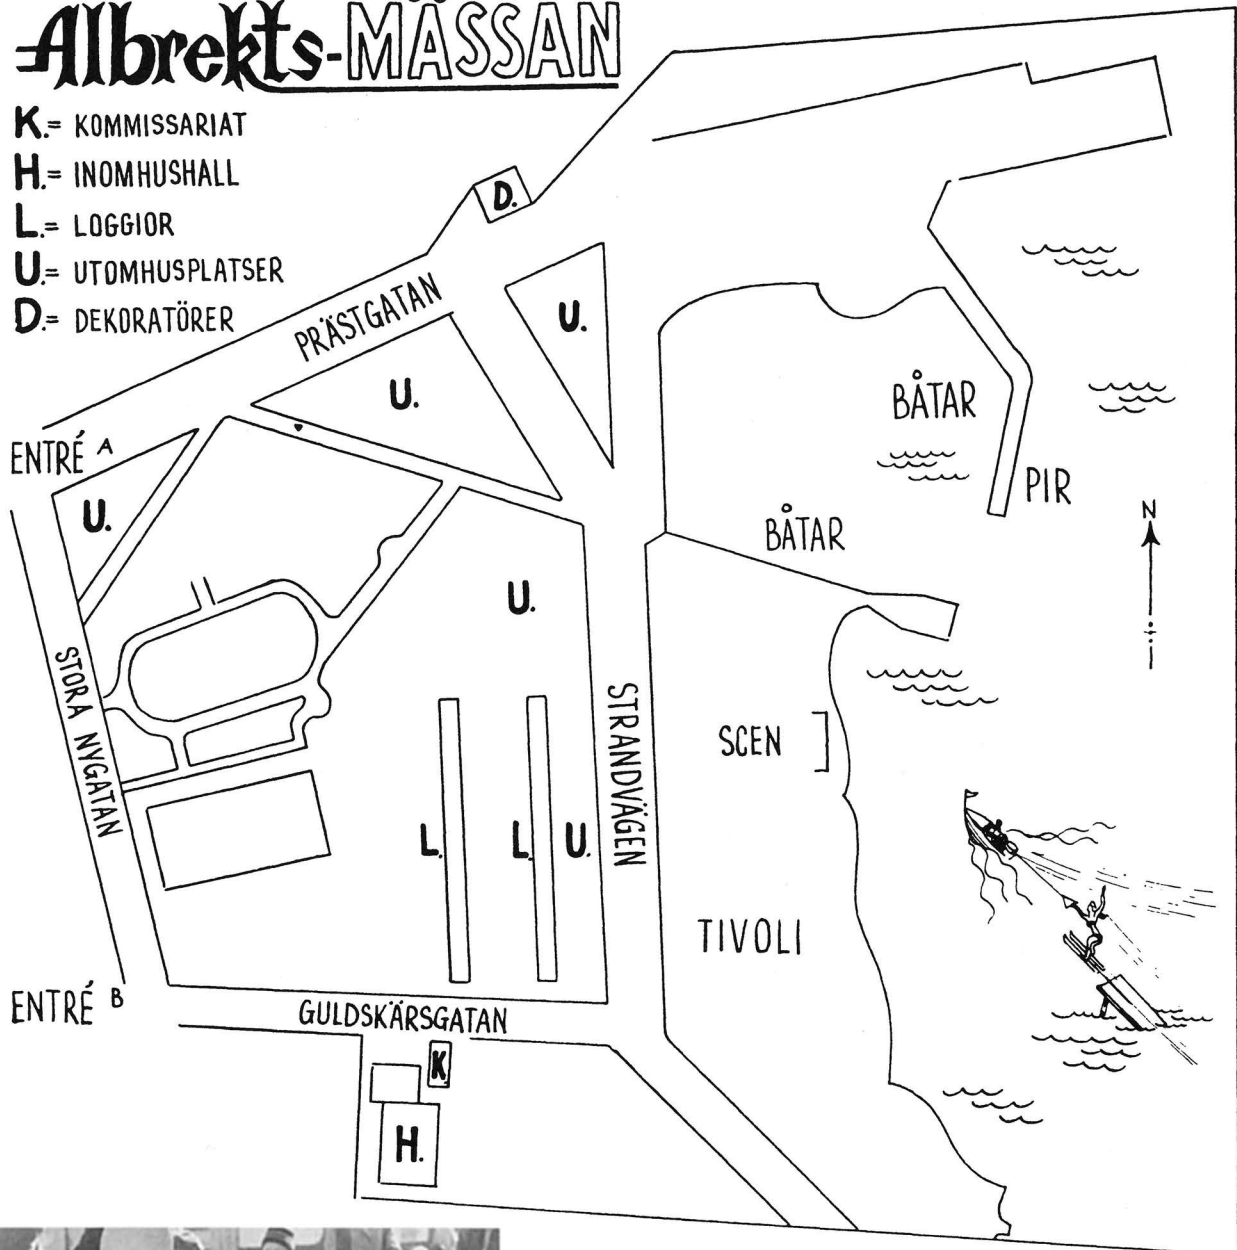 Albrekts-MÄSSAN
K.= KOMMISSARIAT
H.= INOMHUSHALL
L.= LOGGIOR
U.= UTOMHUSPLATSER
D.= DEKORATÖRER
D.
PRÄSTGATAN
U.
U.
BÅTAR
ENTRÉ A
PIR
U.
N
BÅTAR
U.
STORA NYGATAN
STRANDVÄGEN
SCEN
L.
L.
U.
TIVOLI
ENTRÉ B
GULDSKÄRSGATAN
K
H.